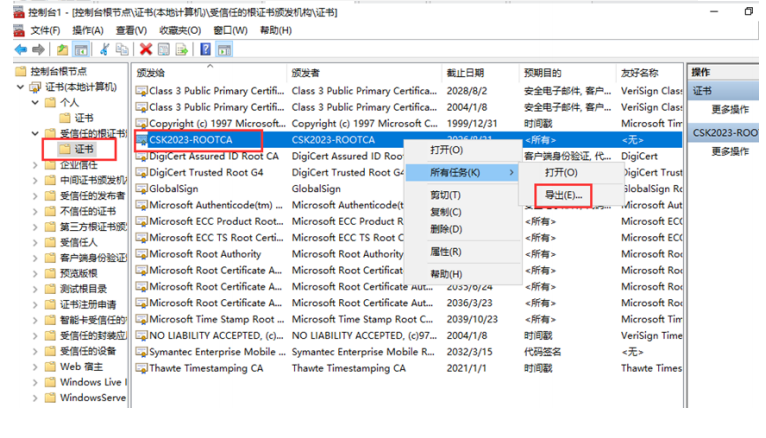 控制台1 - [控制台根节点\证书(本地计算机)\受信任的根证书颁发机构\证书]
文件(F) 操作(A) 查看(V) 收藏夹(O) 窗口(W) 帮助(H)
控制台根节点
证书(本地计算机)
个人
证书
受信任的根证书
证书
企业信任
中间证书颁发机
受信任的发布者
不信任的证书
第三方根证书颁
受信任人
客户端身份验证
预览版根
测试根目录
证书注册申请
智能卡受信任的
受信任的封装应
受信任的设备
Web 宿主
Windows Live I
WindowsServe
颁发给 颁发者 截止日期 预期目的 友好名称
Class 3 Public Primary Certifi... Class 3 Public Primary Certifica... 2028/8/2 安全电子邮件, 客户... VeriSign Class
Class 3 Public Primary Certifi... Class 3 Public Primary Certifica... 2004/1/8 安全电子邮件, 客户... VeriSign Class
Copyright (c) 1997 Microsoft... Copyright (c) 1997 Microsoft C... 1999/12/31 时间戳 Microsoft Tim
CSK2023-ROOTCA CSK2023-ROOTCA <所有> <无>
DigiCert Assured ID Root CA DigiCert Assured ID Roo 客户端身份验证, 代... DigiCert
DigiCert Trusted Root G4 DigiCert Trusted Root G4 DigiCert Trust
GlobalSign GlobalSign GlobalSign Ro
Microsoft Authenticode(tm) ... Microsoft Authenticode(t Microsoft Aut
Microsoft ECC Product Root... Microsoft ECC Product R <所有> Microsoft ECC
Microsoft ECC TS Root Certi... Microsoft ECC TS Root C <所有> Microsoft ECC
Microsoft Root Authority Microsoft Root Authority <所有> Microsoft Roo
Microsoft Root Certificate A... Microsoft Root Certificat <所有> Microsoft Roo
Microsoft Root Certificate A... Microsoft Root Certificate Aut... 2035/6/24 <所有> Microsoft Roo
Microsoft Root Certificate A... Microsoft Root Certificate Aut... 2036/3/23 <所有> Microsoft Roo
Microsoft Time Stamp Root ... Microsoft Time Stamp Root C... 2039/10/23 <所有> Microsoft Tim
NO LIABILITY ACCEPTED, (c)... NO LIABILITY ACCEPTED, (c)97... 2004/1/8 时间戳 VeriSign Time
Symantec Enterprise Mobile ... Symantec Enterprise Mobile R... 2032/3/15 代码签名 <无>
Thawte Timestamping CA Thawte Timestamping CA 2021/1/1 时间戳 Thawte Times
打开(O)
所有任务(K)
剪切(T)
复制(C)
删除(D)
属性(R)
帮助(H)
打开(O)
导出(E)...
操作
证书
更多操作
CSK2023-ROO
更多操作